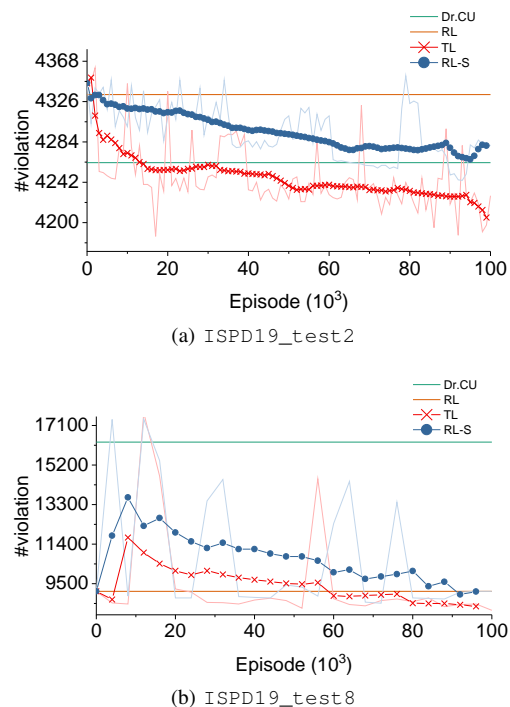 Dr.CU
RL
TL
RL-S
4368
4326
4284
4242
4200
#violation
0 20 40 60 80 100
Episode (10³)
(a) ISPD19_test2
Dr.CU
RL
TL
RL-S
17100
15200
13300
11400
9500
#violation
0 20 40 60 80 100
Episode (10³)
(b) ISPD19_test8